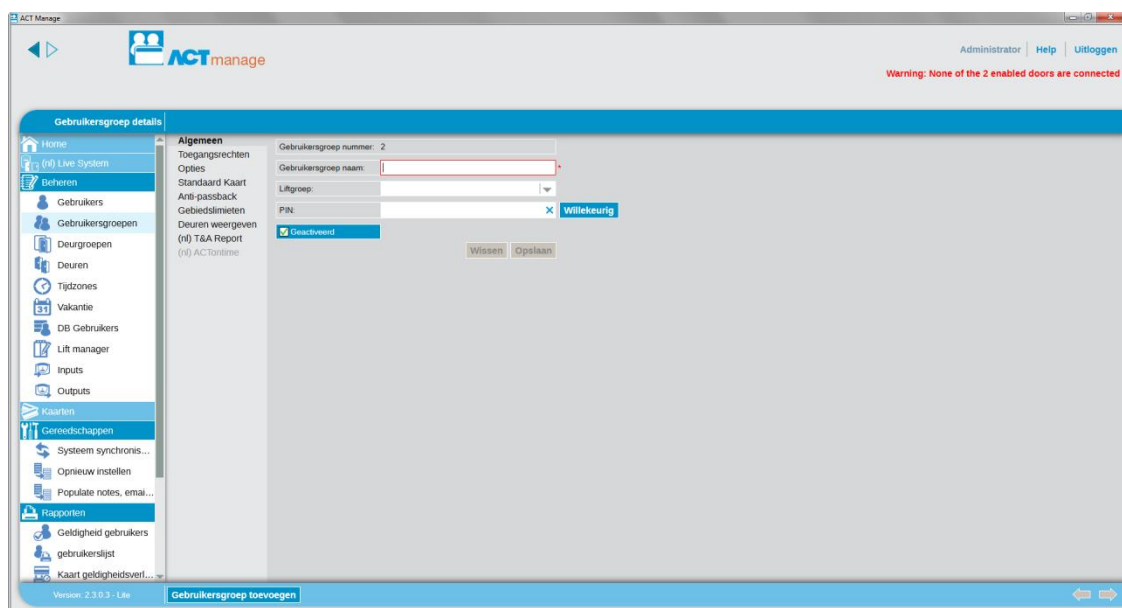 ACT Manage
ACTmanage
Administrator Help Uitloggen
Warning: None of the 2 enabled doors are connected
Gebruikersgroep details
Home
(nl) Live System
Beheren
Gebruikers
Gebruikersgroepen
Deurgroepen
Deuren
Tijdzones
31 Vakantie
DB Gebruikers
Lift manager
Inputs
Outputs
Kaarten
Gereedschappen
Systeem synchronis...
Opnieuw instellen
Populate notes, emai...
Rapporten
Geldigheid gebruikers
gebruikerslijst
Kaart geldigheidsverl...
Algemeen
Toegangsrechten
Opties
Standaard Kaart
Anti-passback
Gebiedslimieten
Deuren weergeven
(nl) T&A Report
(nl) ACTontime
Gebruikersgroep nummer: 2
Gebruikersgroep naam: *
Liftgroep:
PIN: Willekeurig
Geactiveerd
Wissen Opslaan
Version: 2.3.0.3 - Lite
Gebruikersgroep toevoegen